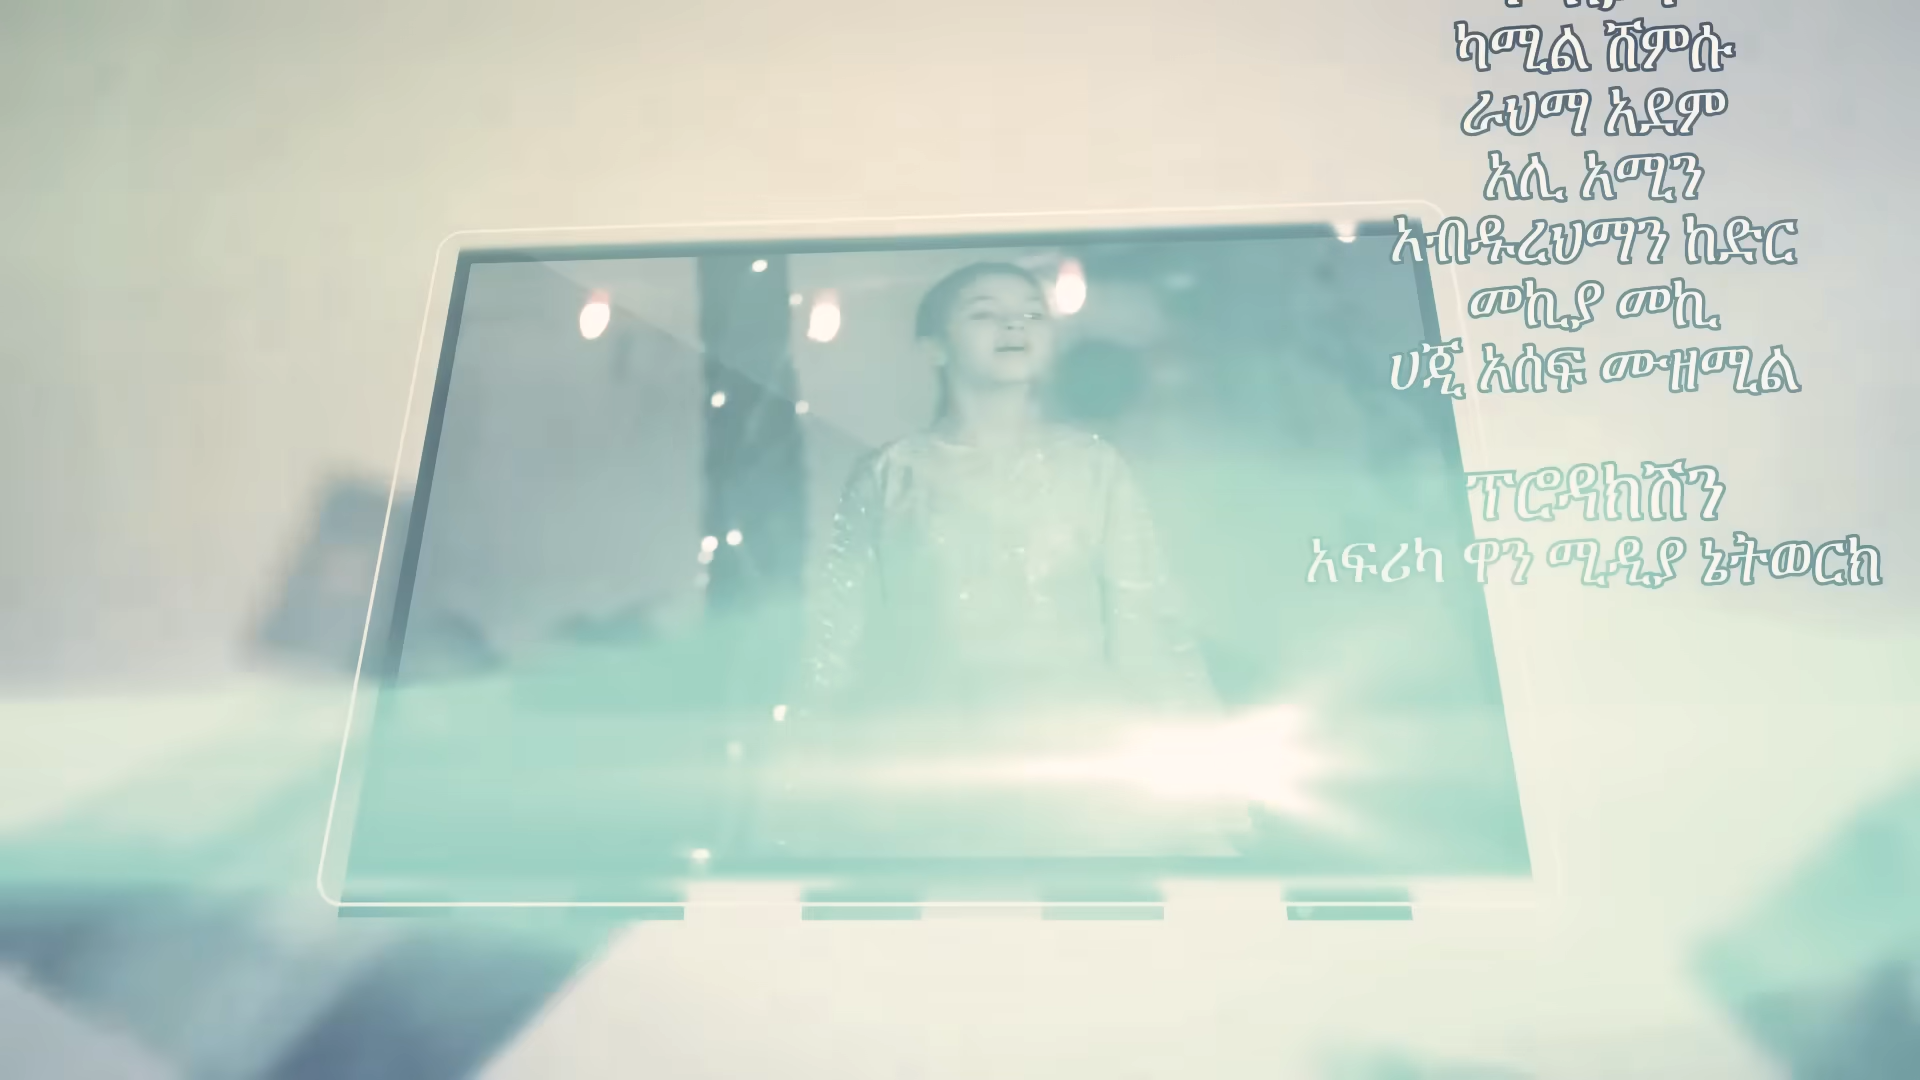 ካሚል ሸምሱ
ራህማ አደም
አሊ አሚን
አብዱረህማን ከድር
መኪያ መኪ
ሀጂ አሰፍ ሙዘሚል
ፕሮዳክሽን
አፍሪካ ዋን ሚዲያ ኔትወርክ